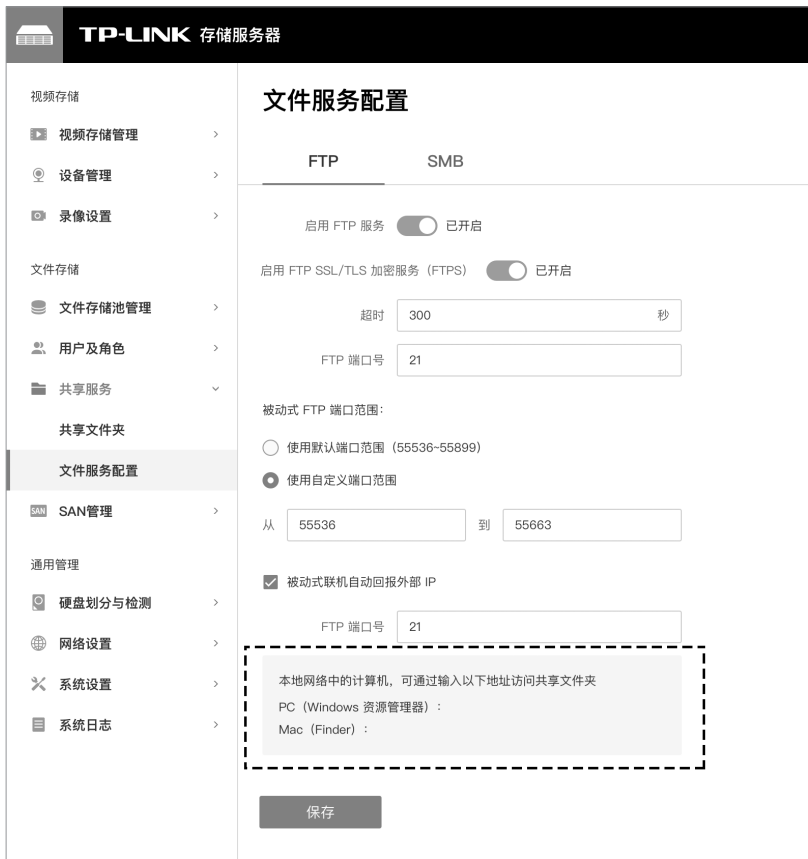 TP-LINK 存储服务器
视频存储
视频存储管理
设备管理
录像设置
文件存储
文件存储池管理
用户及角色
共享服务
共享文件夹
文件服务配置
SAN SAN管理
通用管理
硬盘划分与检测
网络设置
系统设置
系统日志
文件服务配置
FTP SMB
启用 FTP 服务 已开启
启用 FTP SSL/TLS 加密服务（FTPS） 已开启
超时 300 秒
FTP 端口号 21
被动式 FTP 端口范围：
使用默认端口范围（55536~55899）
使用自定义端口范围
从 55536 到 55663
被动式联机自动回报外部 IP
FTP 端口号 21
本地网络中的计算机，可通过输入以下地址访问共享文件夹
PC（Windows 资源管理器）：
Mac（Finder）：
保存